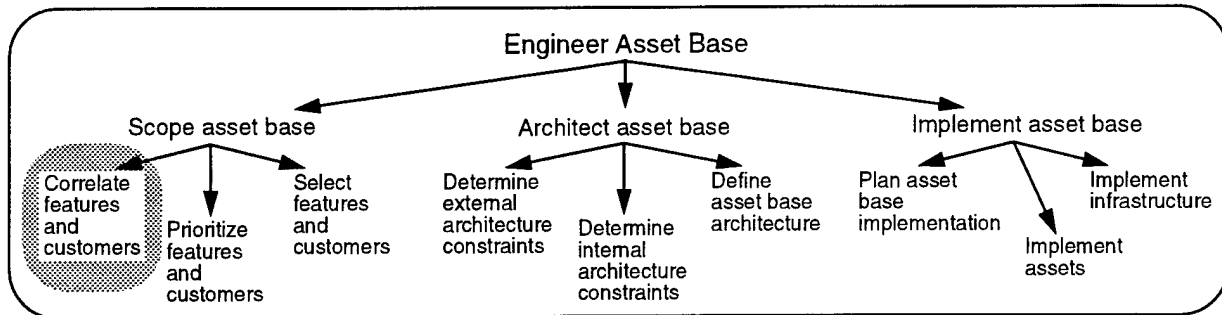 Engineer Asset Base
Scope asset base
Architect asset base
Implement asset base
Correlate
features
and
customers
Prioritize
features
and
customers
Select
features
and
customers
Determine
external
architecture
constraints
Determine
internal
architecture
constraints
Define
asset base
architecture
Plan asset
base
implementation
Implement
assets
Implement
infrastructure